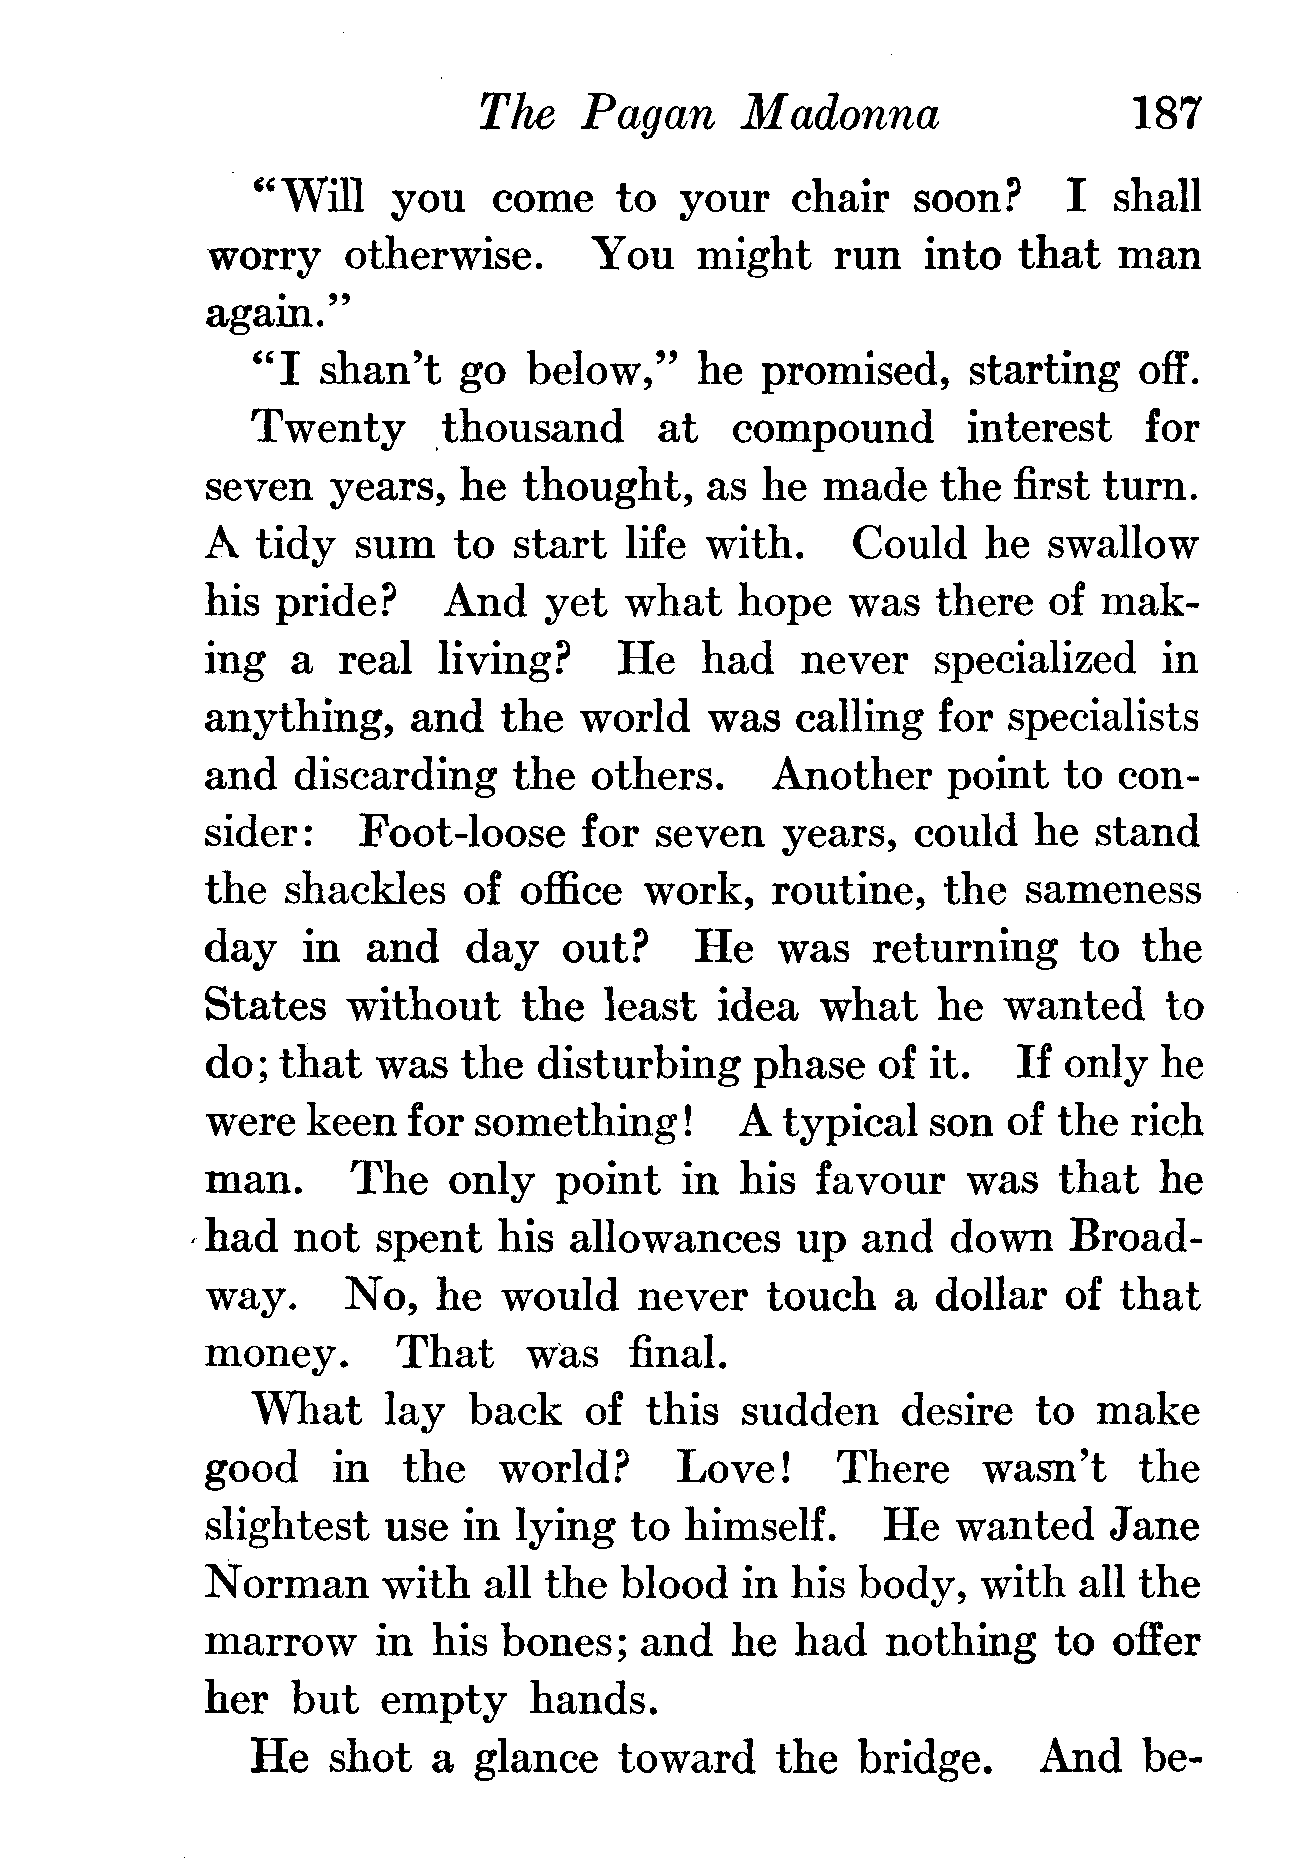 The Pagan Madonna 187
“Will you come to your chair soon? I shall
worry otherwise. You might run into that man
again.”
“I shan’t go below,” he promised, starting off.
Twenty thousand at compound interest for
seven years, he thought, as he made the first turn.
A tidy sum to start life with. Could he swallow
his pride? And yet what hope was there of mak-
ing a real living? He had never specialized in
anything, and the world was calling for specialists
and discarding the others. Another point to con-
sider: Foot-loose for seven years, could he stand
the shackles of office work, routine, the sameness
day in and day out? He was returning to the
States without the least idea what he wanted to
do; that was the disturbing phase of it. If only he
were keen for something! A typical son of the rich
man. The only point in his favour was that he
had not spent his allowances up and down Broad-
way. No, he would never touch a dollar of that
money. That was final.
What lay back of this sudden desire to make
good in the world? Love! There wasn’t the
slightest use in lying to himself. He wanted Jane
Norman with all the blood in his body, with all the
marrow in his bones; and he had nothing to offer
her but empty hands.
He shot a glance toward the bridge. And be-